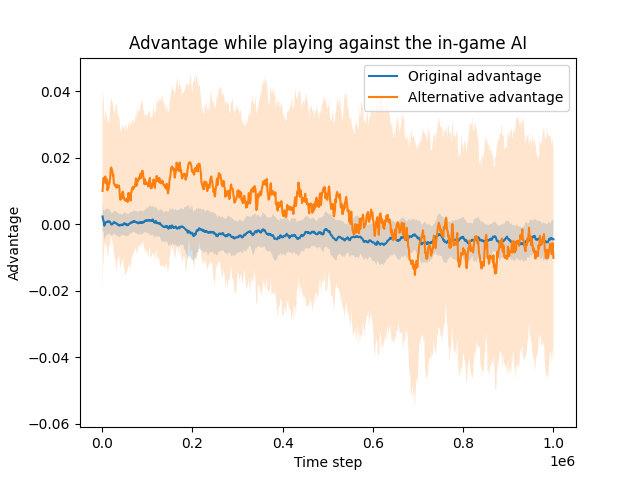 Advantage while playing against the in-game AI
Original advantage
Alternative advantage
Advantage
0.04
0.02
0.00
−0.02
−0.04
−0.06
0.0 0.2 0.4 0.6 0.8 1.0
1e6
Time step